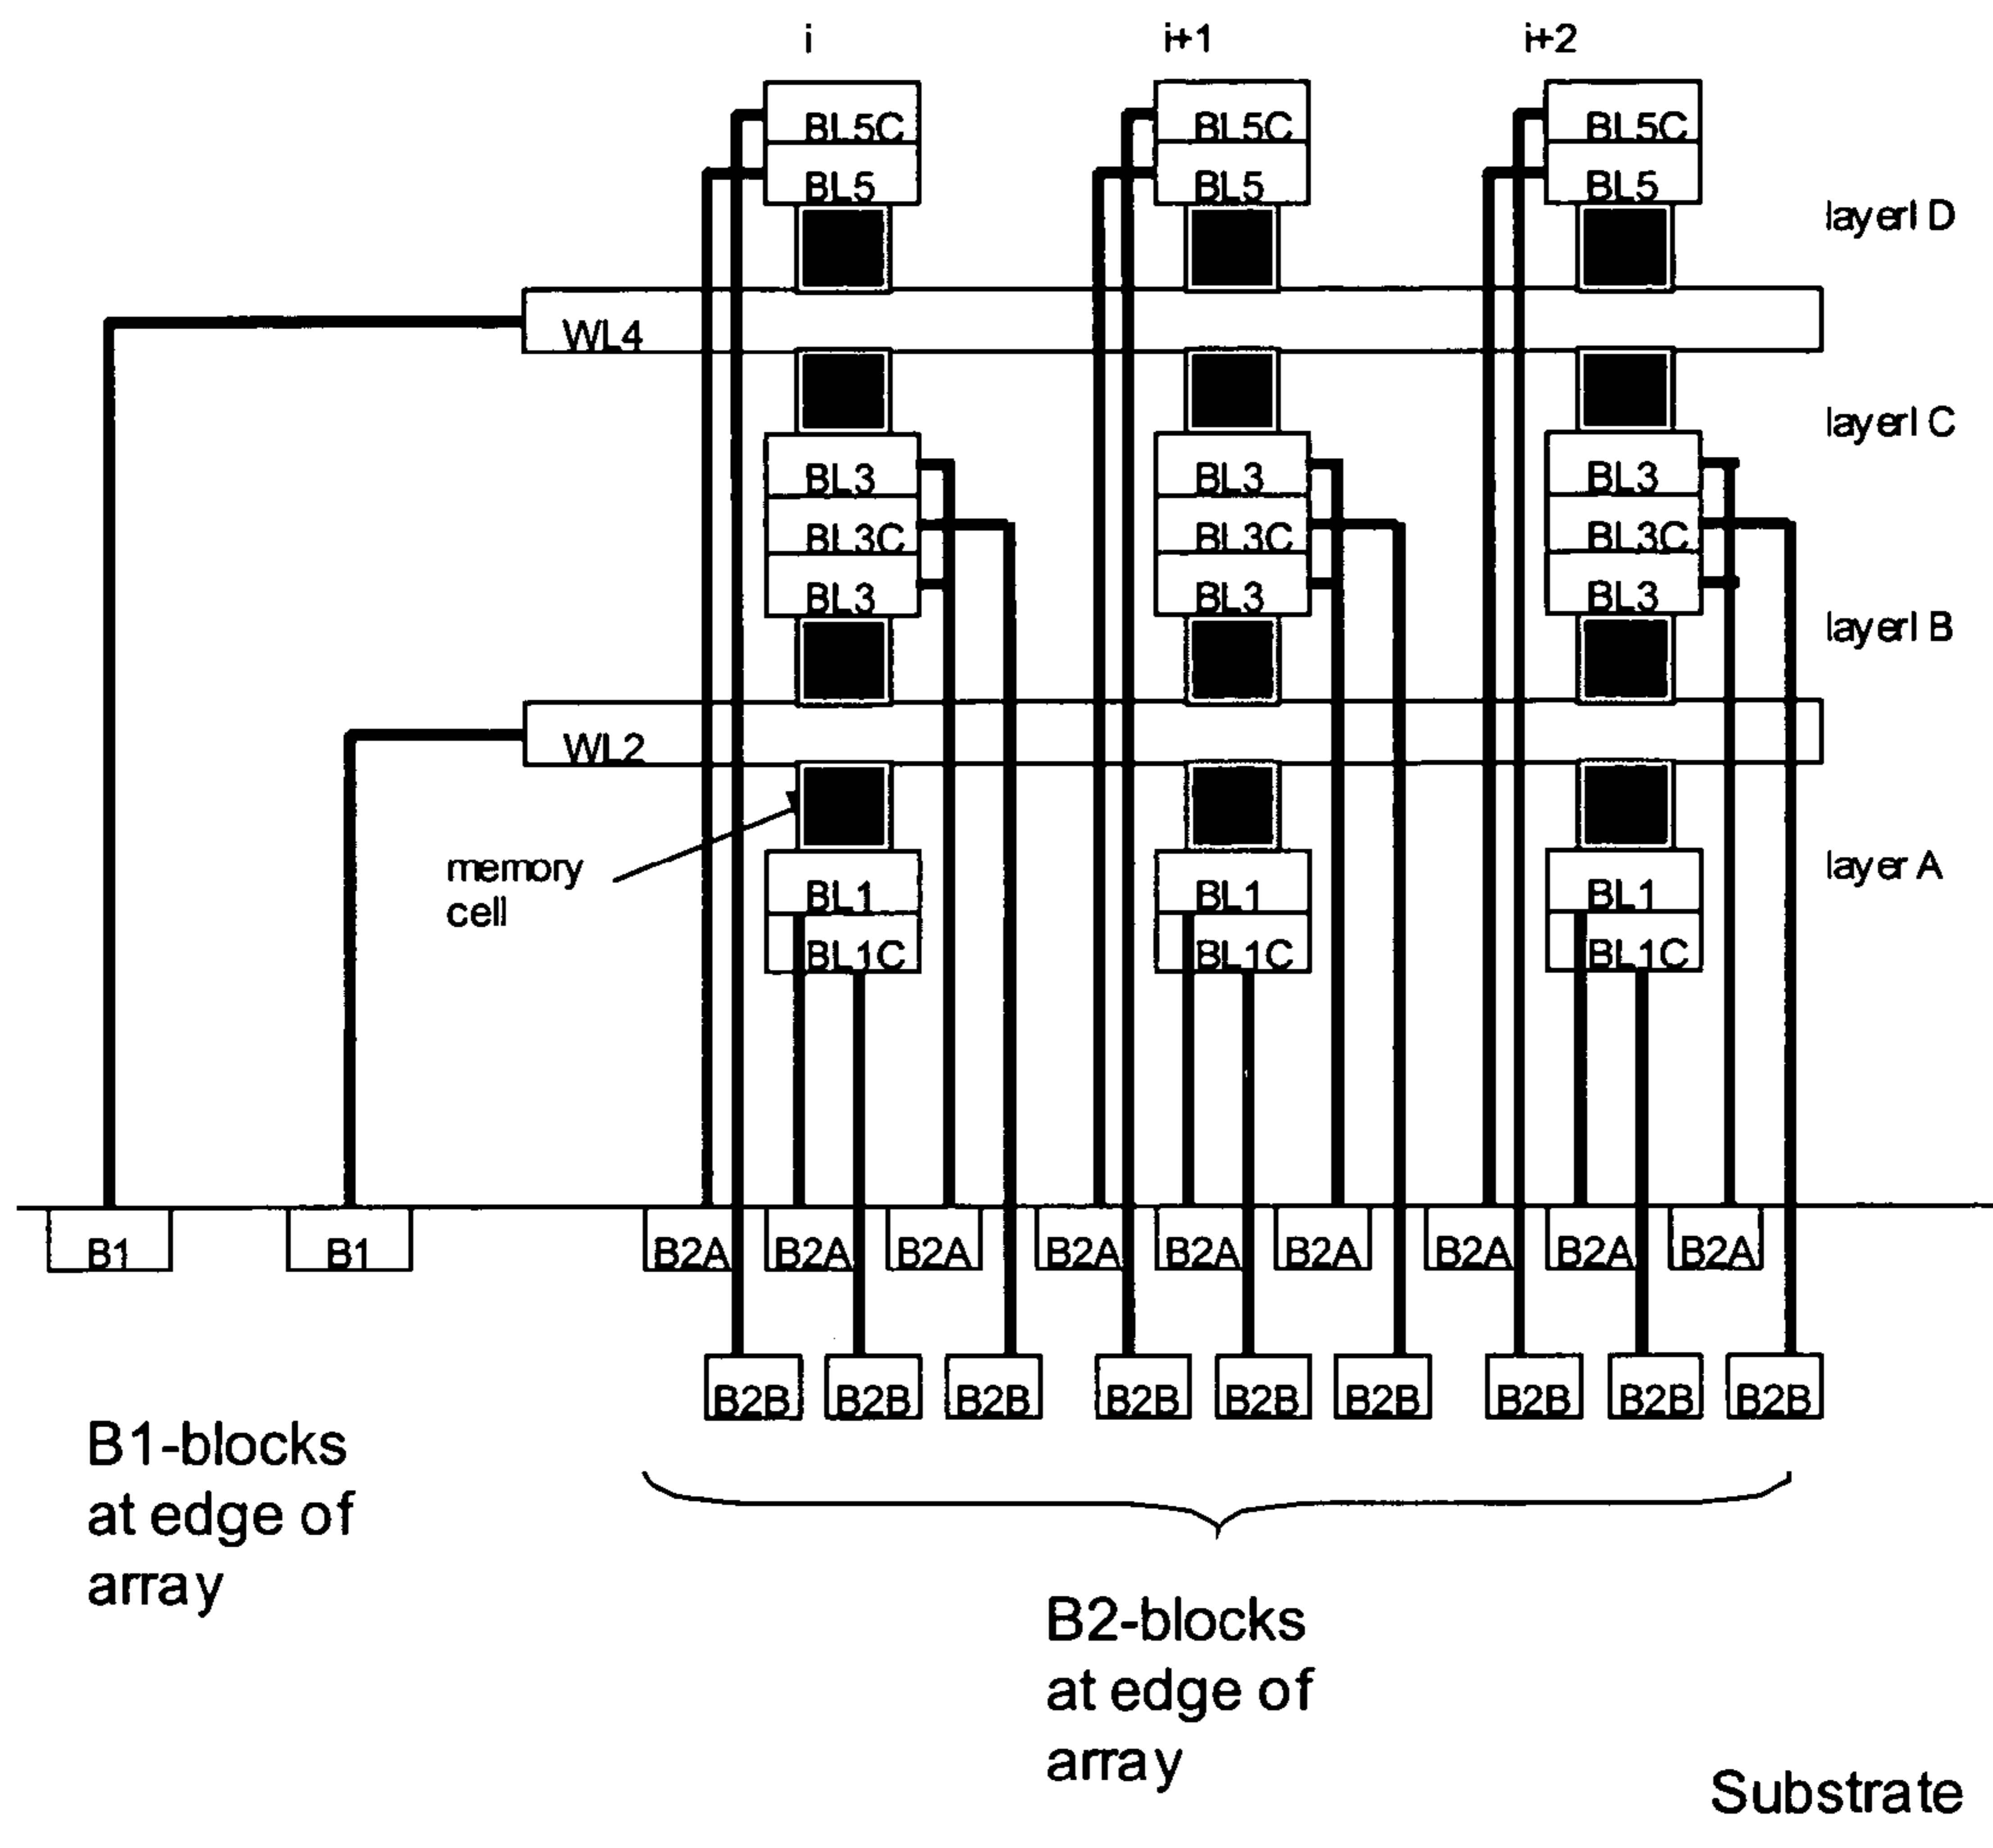 i i+1 i+2
BL5C BL5C BL5C
BL5 BL5 BL5
layerl D
WL4
layerl C
BL3 BL3 BL3
BL3C BL3C BL3C
BL3 BL3 BL3
layerl B
WL2
memory
cell
layer A
BL1 BL1 BL1
BL1C BL1C BL1C
B1 B1 B2A B2A B2A B2A B2A B2A B2A B2A B2A
B2B B2B B2B B2B B2B B2B B2B B2B B2B
B1-blocks
at edge of
array
B2-blocks
at edge of
array
Substrate